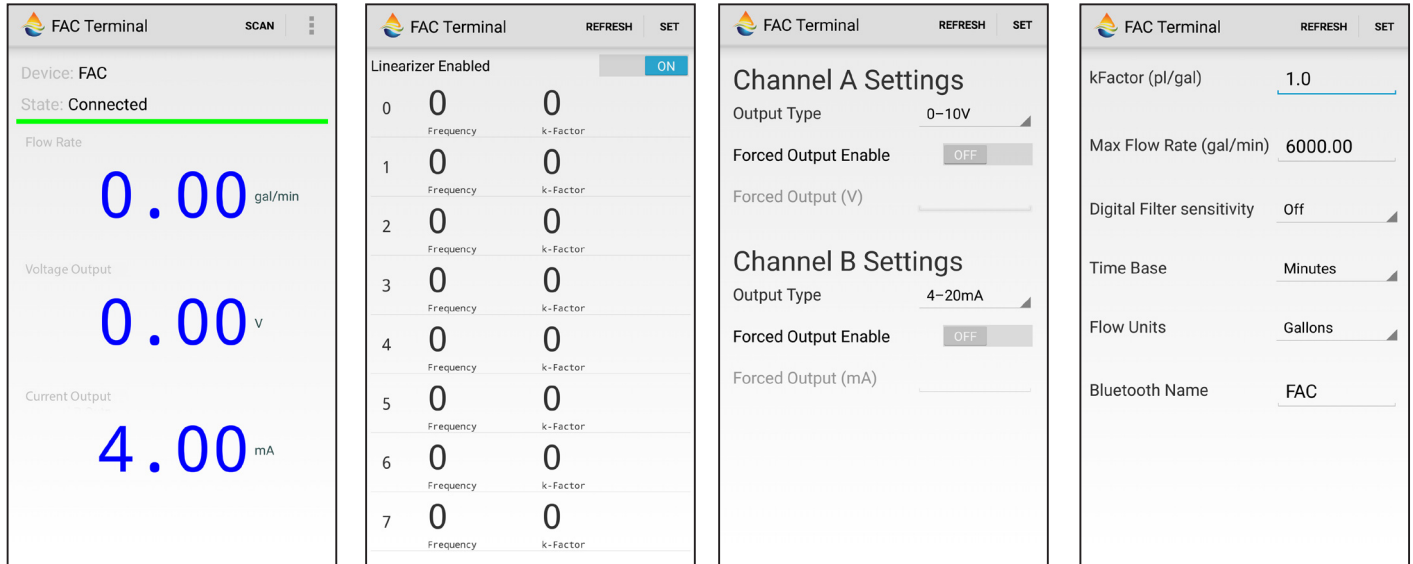 FAC Terminal SCAN
Device: FAC
State: Connected
Flow Rate
0.00 gal/min
Voltage Output
0.00 V
Current Output
4.00 mA
FAC Terminal REFRESH SET
Linearizer Enabled ON
0 0 0
Frequency k-Factor
1 0 0
Frequency k-Factor
2 0 0
Frequency k-Factor
3 0 0
Frequency k-Factor
4 0 0
Frequency k-Factor
5 0 0
Frequency k-Factor
6 0 0
Frequency k-Factor
7 0 0
Frequency k-Factor
FAC Terminal REFRESH SET
Channel A Settings
Output Type 0–10V
Forced Output Enable OFF
Forced Output (V)
Channel B Settings
Output Type 4–20mA
Forced Output Enable OFF
Forced Output (mA)
FAC Terminal REFRESH SET
kFactor (pl/gal) 1.0
Max Flow Rate (gal/min) 6000.00
Digital Filter sensitivity Off
Time Base Minutes
Flow Units Gallons
Bluetooth Name FAC